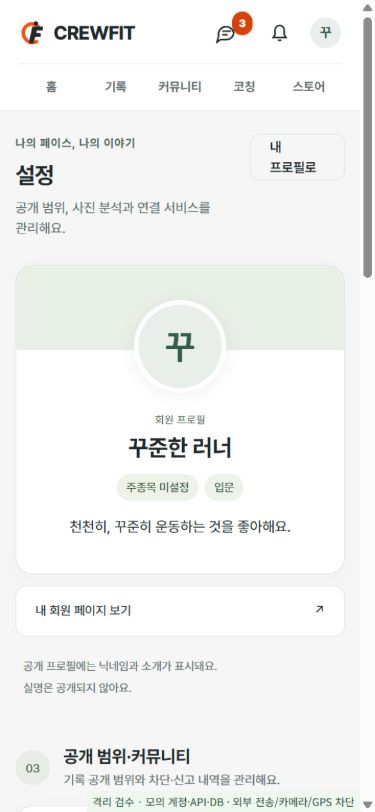 CREWFIT
3
꾸
홈 기록 커뮤니티 코칭 스토어
나의 페이스, 나의 이야기
설정
내
프로필로
공개 범위, 사진 분석과 연결 서비스를
관리해요.
꾸
회원 프로필
꾸준한 러너
주종목 미설정 입문
천천히, 꾸준히 운동하는 것을 좋아해요.
내 회원 페이지 보기
공개 프로필에는 닉네임과 소개가 표시돼요.
실명은 공개되지 않아요.
03
공개 범위·커뮤니티
기록 공개 범위와 차단·신고 내역을 관리해요.
격리 검수 · 모의 계정·API·DB · 외부 전송/카메라/GPS 차단